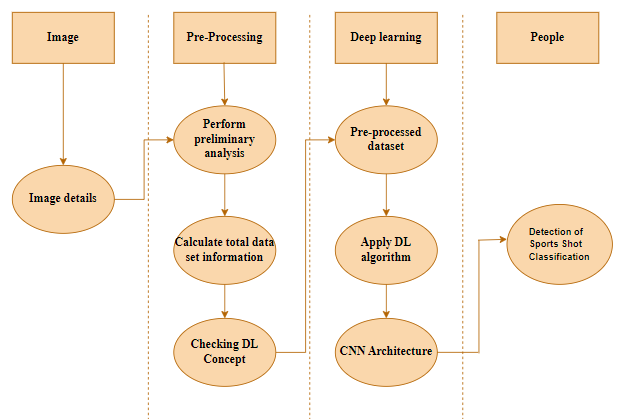 Image
Pre-Processing
Deep learning
People
Perform
preliminary
analysis
Pre-processed
dataset
Image details
Calculate total data
set information
Apply DL
algorithm
Detection of
Sports Shot
Classification
Checking DL
Concept
CNN Architecture